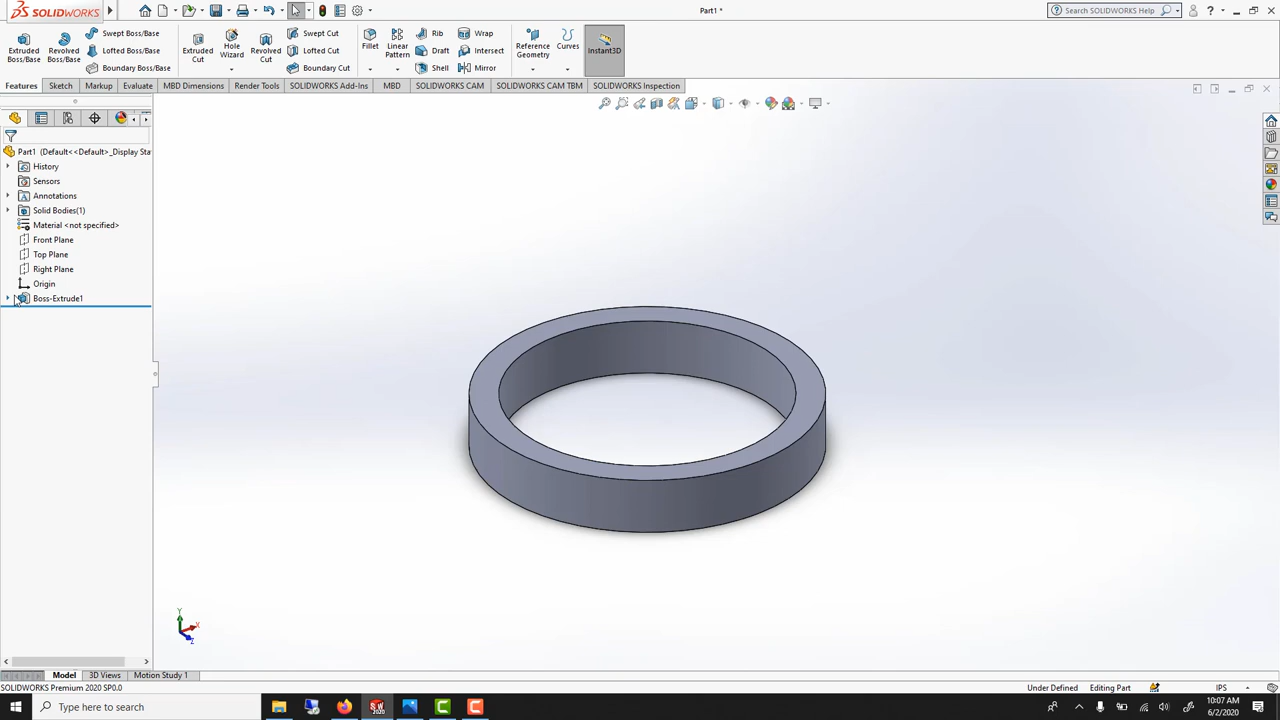 SOLIDWORKS
Part1 *
Search SOLIDWORKS Help
Extruded Boss/Base
Revolved Boss/Base
Swept Boss/Base
Lofted Boss/Base
Boundary Boss/Base
Extruded Cut
Hole Wizard
Revolved Cut
Swept Cut
Lofted Cut
Boundary Cut
Fillet
Linear Pattern
Rib
Draft
Shell
Wrap
Intersect
Mirror
Reference Geometry
Curves
Instant3D
Features Sketch Markup Evaluate MBD Dimensions Render Tools SOLIDWORKS Add-Ins MBD SOLIDWORKS CAM SOLIDWORKS CAM TBM SOLIDWORKS Inspection
Part1 (Default<<Default>_Display Sta
History
Sensors
Annotations
Solid Bodies(1)
Material <not specified>
Front Plane
Top Plane
Right Plane
Origin
Boss-Extrude1
Y
X
Z
Model 3D Views Motion Study 1
SOLIDWORKS Premium 2020 SP0.0
Under Defined Editing Part IPS
Type here to search
SW 2020
10:07 AM
6/2/2020